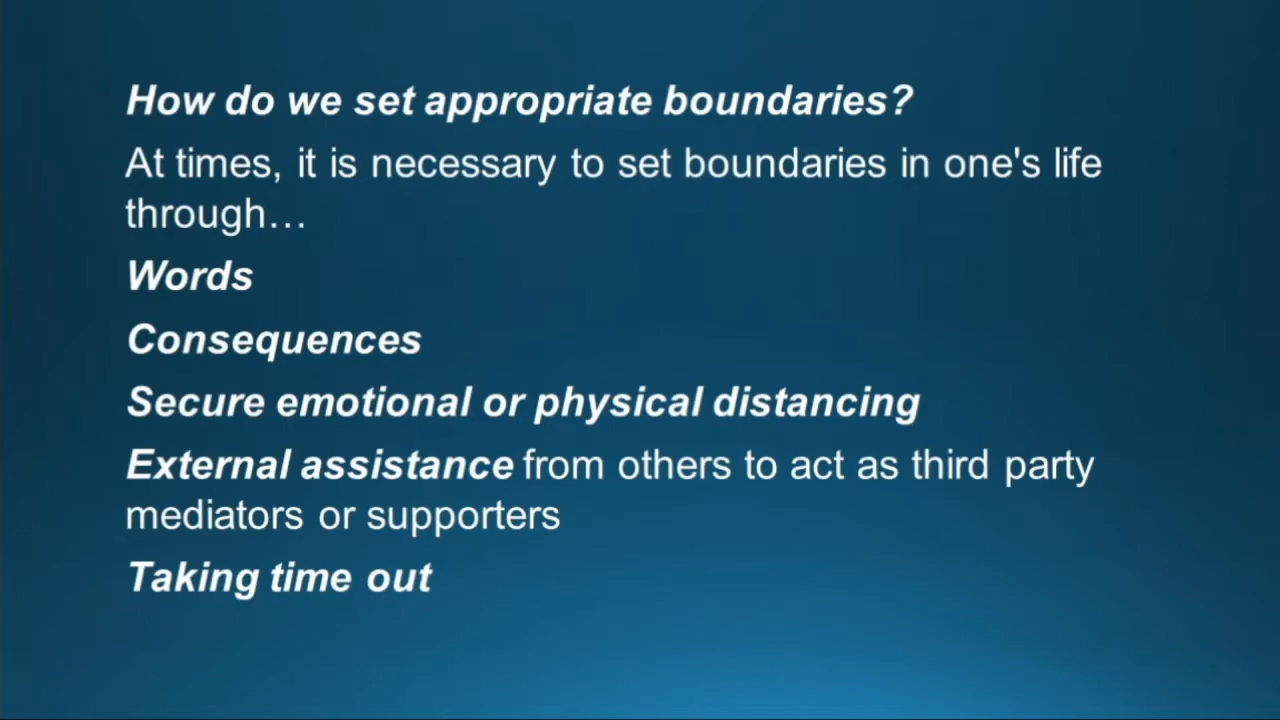 How do we set appropriate boundaries?
At times, it is necessary to set boundaries in one's life
through…
Words
Consequences
Secure emotional or physical distancing
External assistance from others to act as third party
mediators or supporters
Taking time out